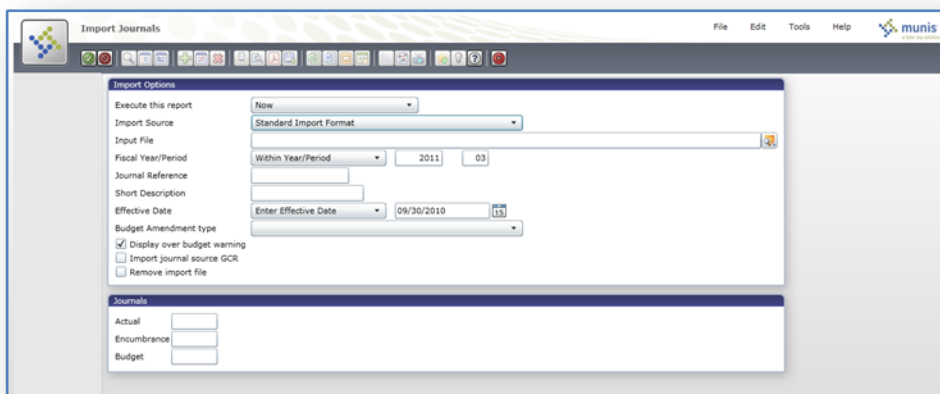 Import Journals File Edit Tools Help munis
Import Options
Execute this report Now
Import Source Standard Import Format
Input File
Fiscal Year/Period Within Year/Period 2011 03
Journal Reference
Short Description
Effective Date Enter Effective Date 09/30/2010 15
Budget Amendment type
Display over budget warning
Import journal source GCR
Remove import file
Journals
Actual
Encumbrance
Budget